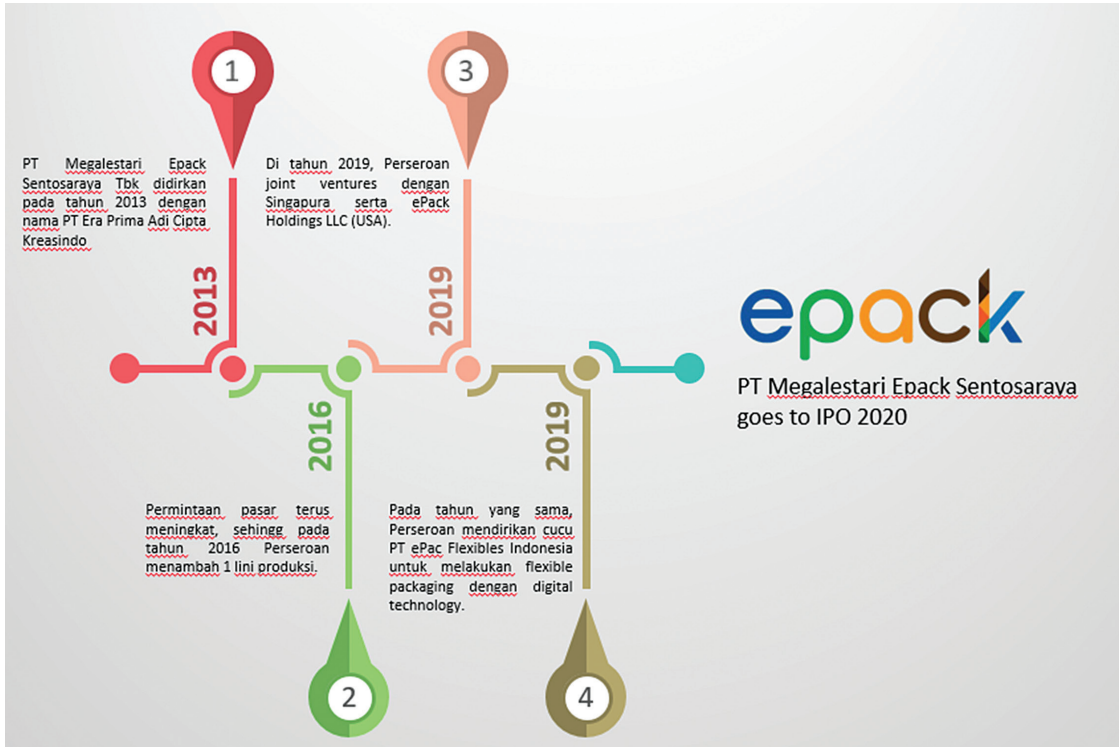 1
PT Megalestari Epack
Sentosaraya Tbk didirkan
pada tahun 2013 dengan
nama PT Era Prima Adi Cipta
Kreasindo
2013
3
Di tahun 2019, Perseroan
joint ventures dengan
Singapura serta ePack
Holdings LLC (USA).
2019
2016
Permintaan pasar terus
meningkat, sehingg pada
tahun 2016 Perseroan
menambah 1 lini produksi.
2
2019
Pada tahun yang sama,
Perseroan mendirikan cucu
PT ePac Flexibles Indonesia
untuk melakukan flexible
packaging dengan digital
technology.
4
epack
PT Megalestari Epack Sentosaraya
goes to IPO 2020